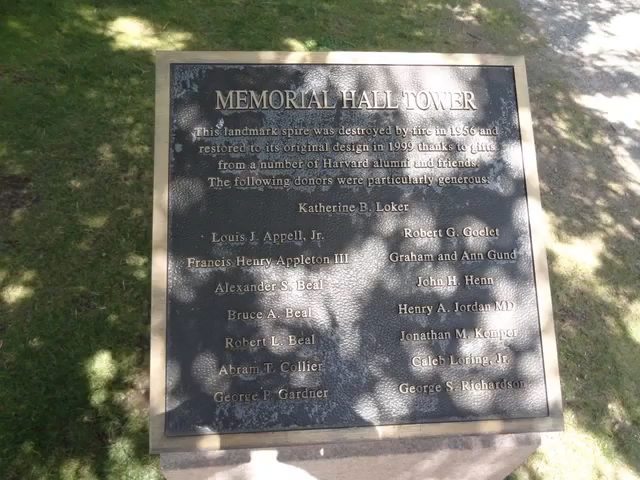 MEMORIAL HALL TOWER
This landmark spire was destroyed by fire in 1956 and
restored to its original design in 1999 thanks to gifts
from a number of Harvard alumni and friends.
The following donors were particularly generous:
Katherine B. Loker
Louis J. Appell, Jr.
Francis Henry Appleton III
Alexander S. Beal
Bruce A. Beal
Robert L. Beal
Abram T. Collier
George F. Gardner
Robert G. Goelet
Graham and Ann Gund
John H. Henn
Henry A. Jordan MD
Jonathan M. Kemper
Caleb Loring, Jr.
George S. Richardson